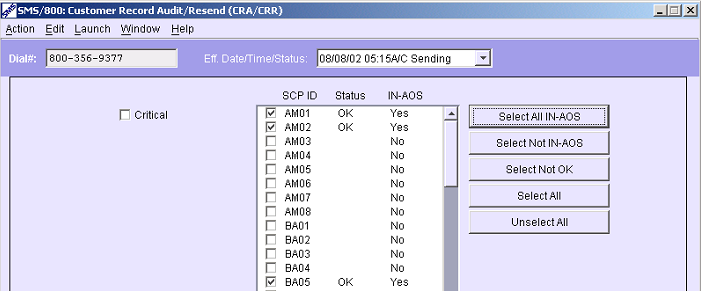 SMS/800: Customer Record Audit/Resend (CRA/CRR)
Action Edit Launch Window Help
Dial#: 800-356-9377 Eff. Date/Time/Status: 08/08/02 05:15A/C Sending
SCP ID Status IN-AOS
Critical
AM01 OK Yes
AM02 OK Yes
AM03 No
AM04 No
AM05 No
AM06 No
AM07 No
AM08 No
BA01 No
BA02 No
BA03 No
BA04 No
BA05 OK Yes
Select All IN-AOS
Select Not IN-AOS
Select Not OK
Select All
Unselect All